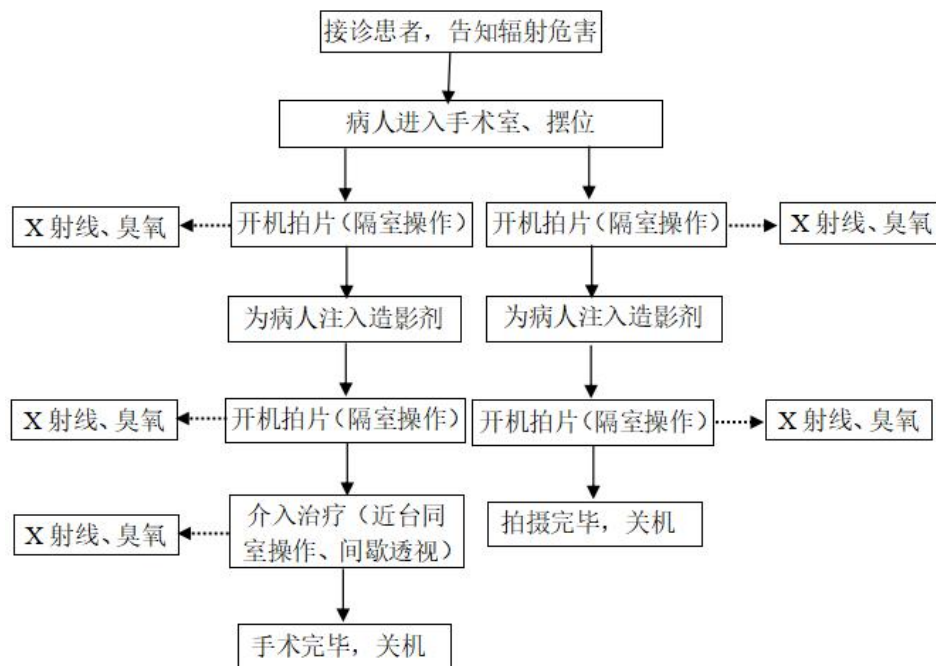 接诊患者，告知辐射危害
病人进入手术室、摆位
X 射线、臭氧
开机拍片（隔室操作）
开机拍片（隔室操作）
X 射线、臭氧
为病人注入造影剂
为病人注入造影剂
X 射线、臭氧
开机拍片（隔室操作）
开机拍片（隔室操作）
X 射线、臭氧
X 射线、臭氧
介入治疗（近台同
室操作、间歇透视）
拍摄完毕，关机
手术完毕，关机